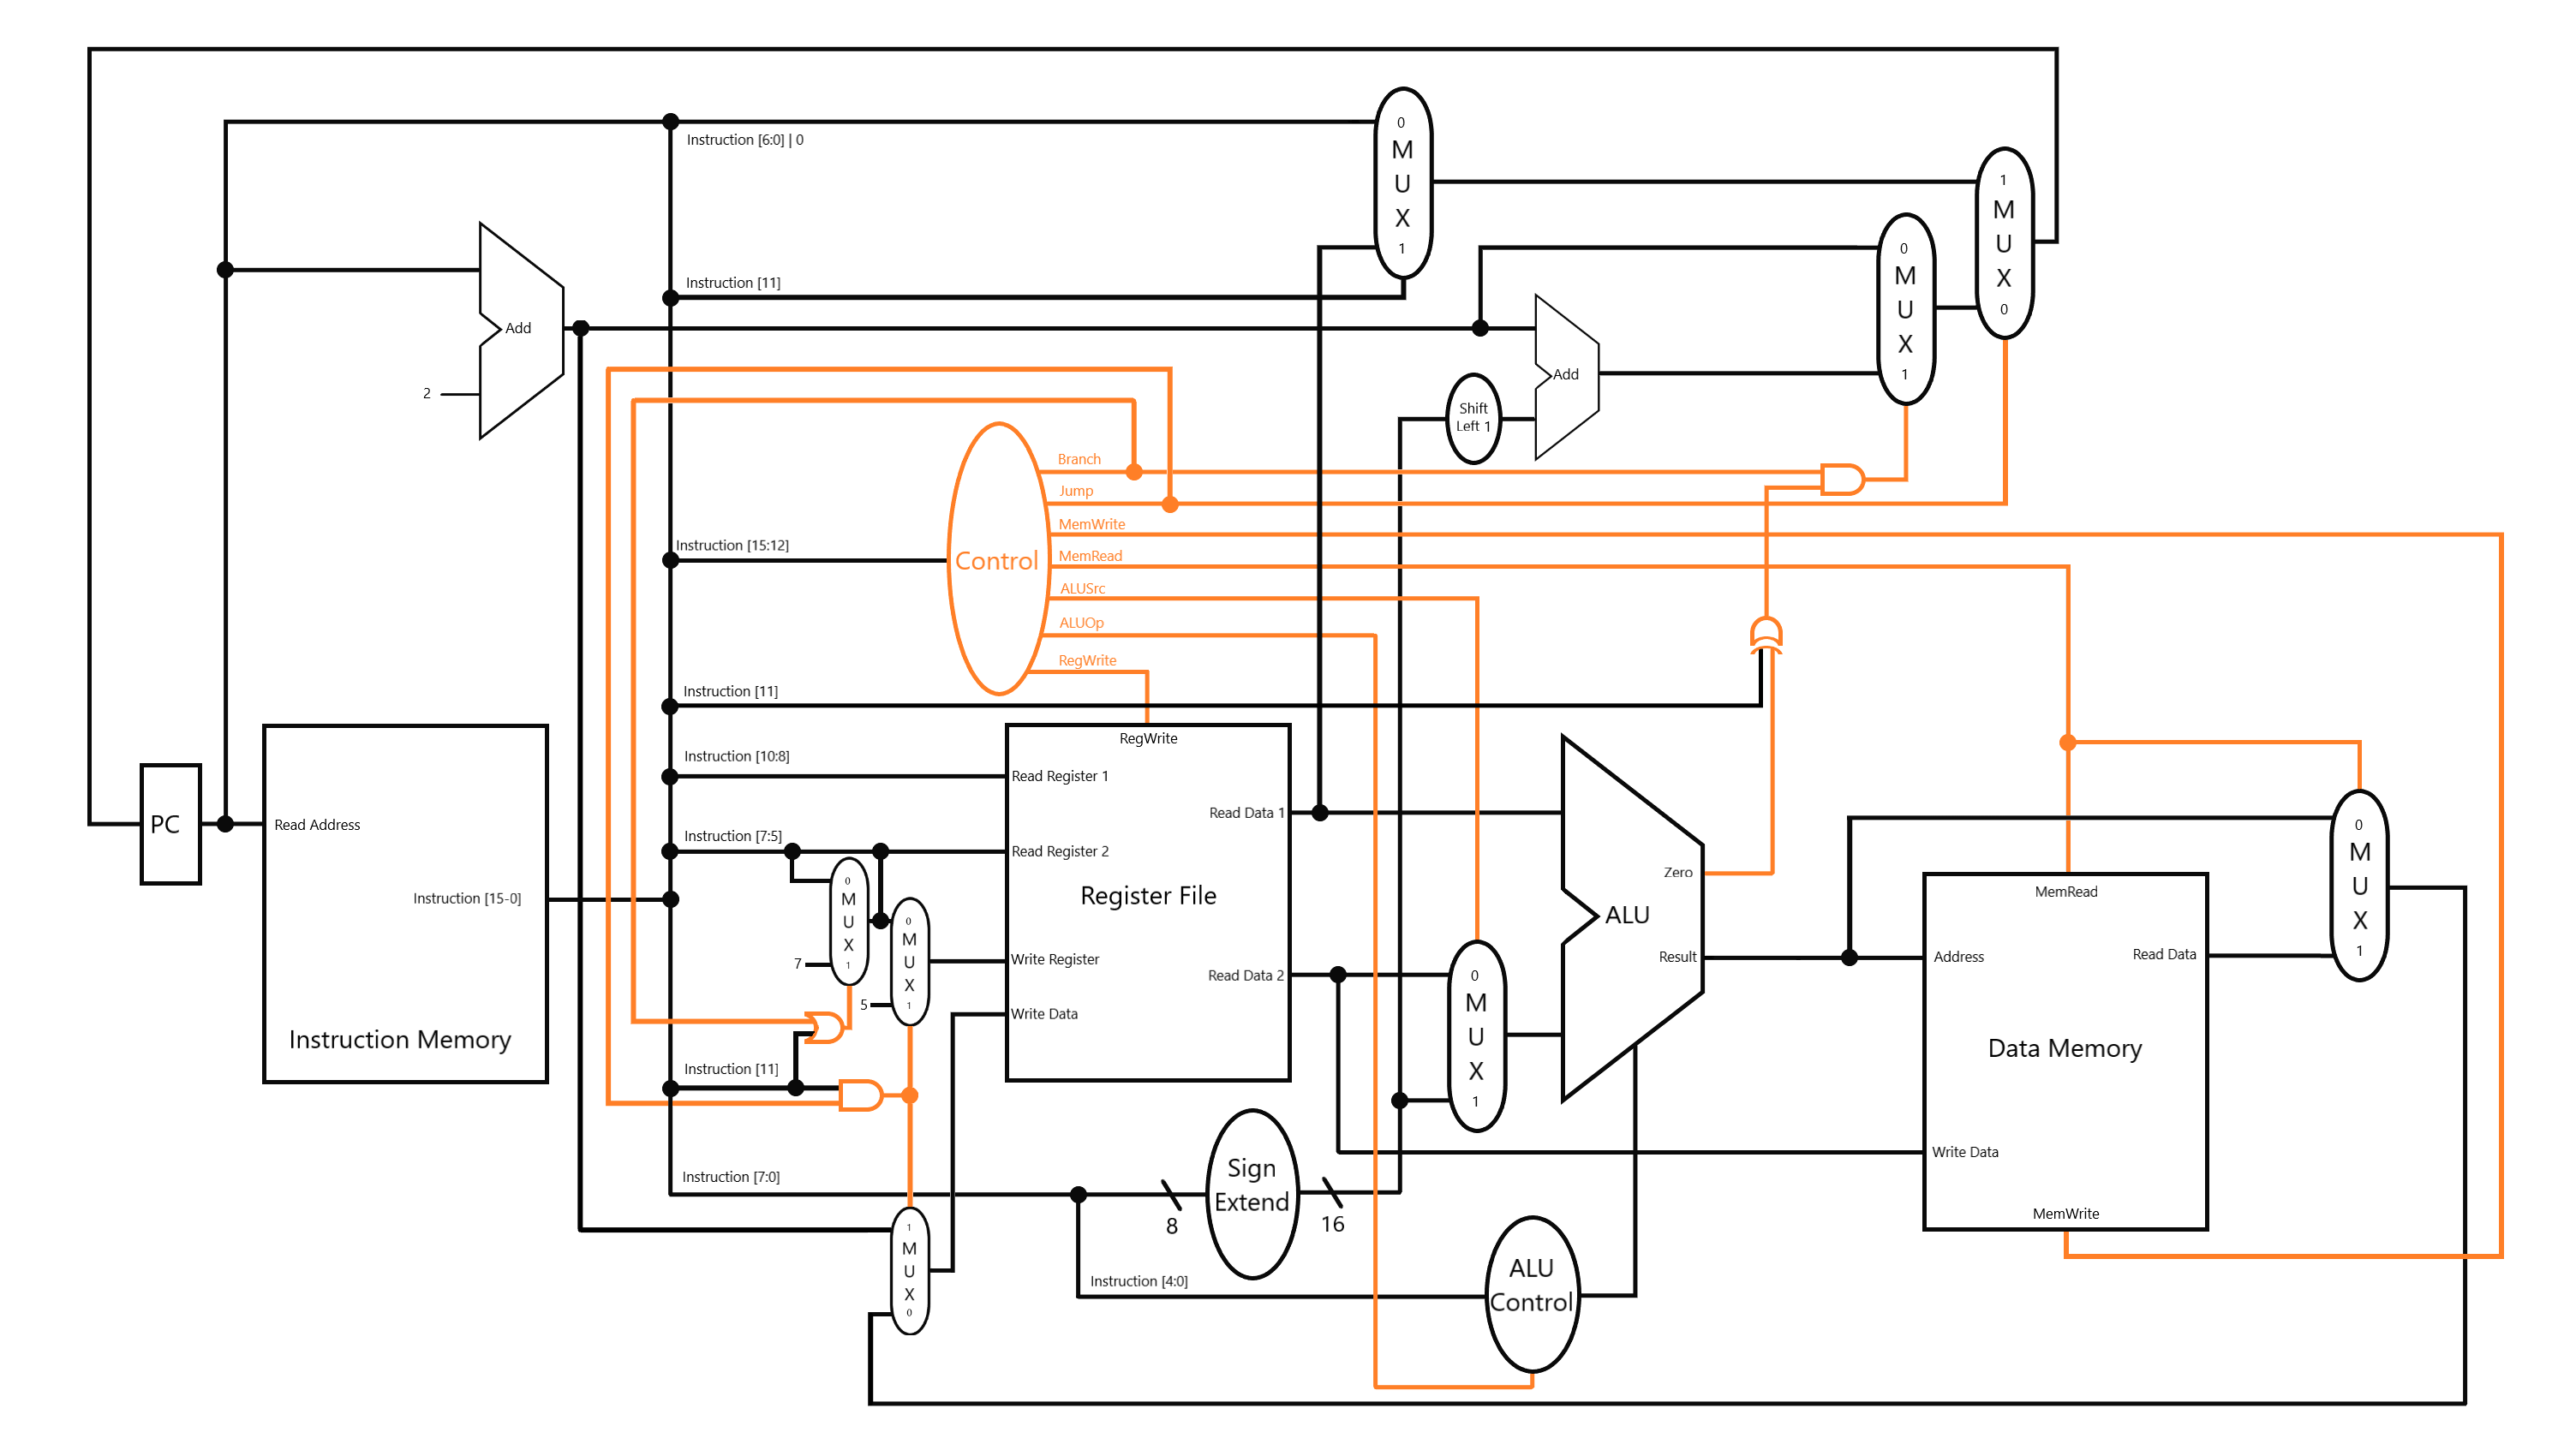 0
M
U
X
1
Instruction [6:0] | 0
1
M
U
X
0
0
M
U
X
1
Instruction [11]
Add
2
Add
Shift
Left 1
Branch
Jump
MemWrite
MemRead
ALUSrc
ALUOp
RegWrite
Control
Instruction [15:12]
Instruction [11]
Instruction [10:8]
Instruction [7:5]
PC
Read Address
Instruction [15-0]
Instruction Memory
0
M
U
X
1
7
0
M
U
X
1
5
Instruction [11]
RegWrite
Read Register 1
Read Data 1
Read Register 2
Register File
Write Register
Read Data 2
Write Data
Zero
ALU
Result
0
M
U
X
1
MemRead
Address
Read Data
Data Memory
Write Data
MemWrite
0
M
U
X
1
Instruction [7:0]
8
Sign
Extend
16
1
M
U
X
0
Instruction [4:0]
ALU
Control